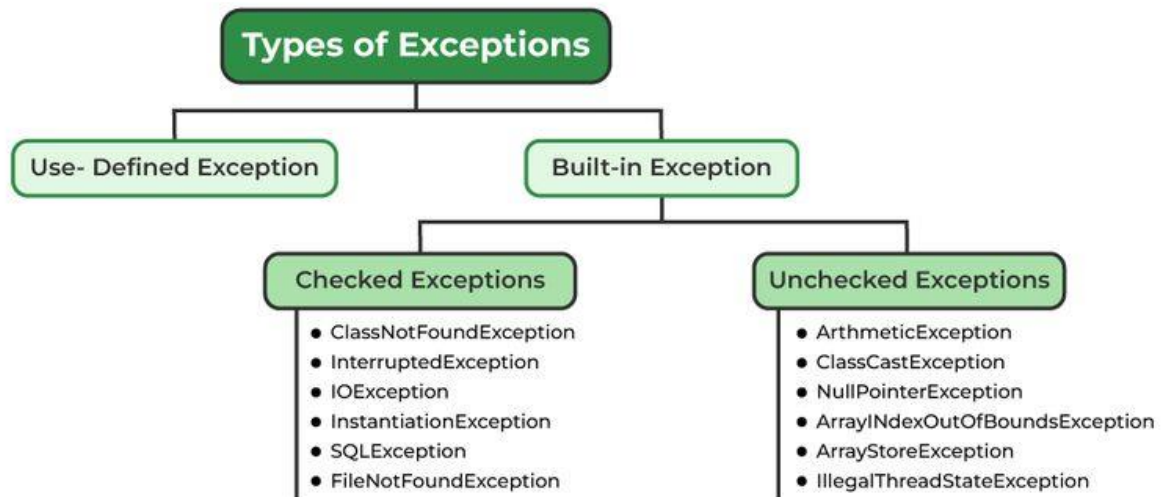 Types of Exceptions
Use- Defined Exception
Built-in Exception
Checked Exceptions
ClassNotFoundException
InterruptedException
IOException
InstantiationException
SQLException
FileNotFoundException
Unchecked Exceptions
ArthmeticException
ClassCastException
NullPointerException
ArrayINdexOutOfBoundsException
ArrayStoreException
IllegalThreadStateException